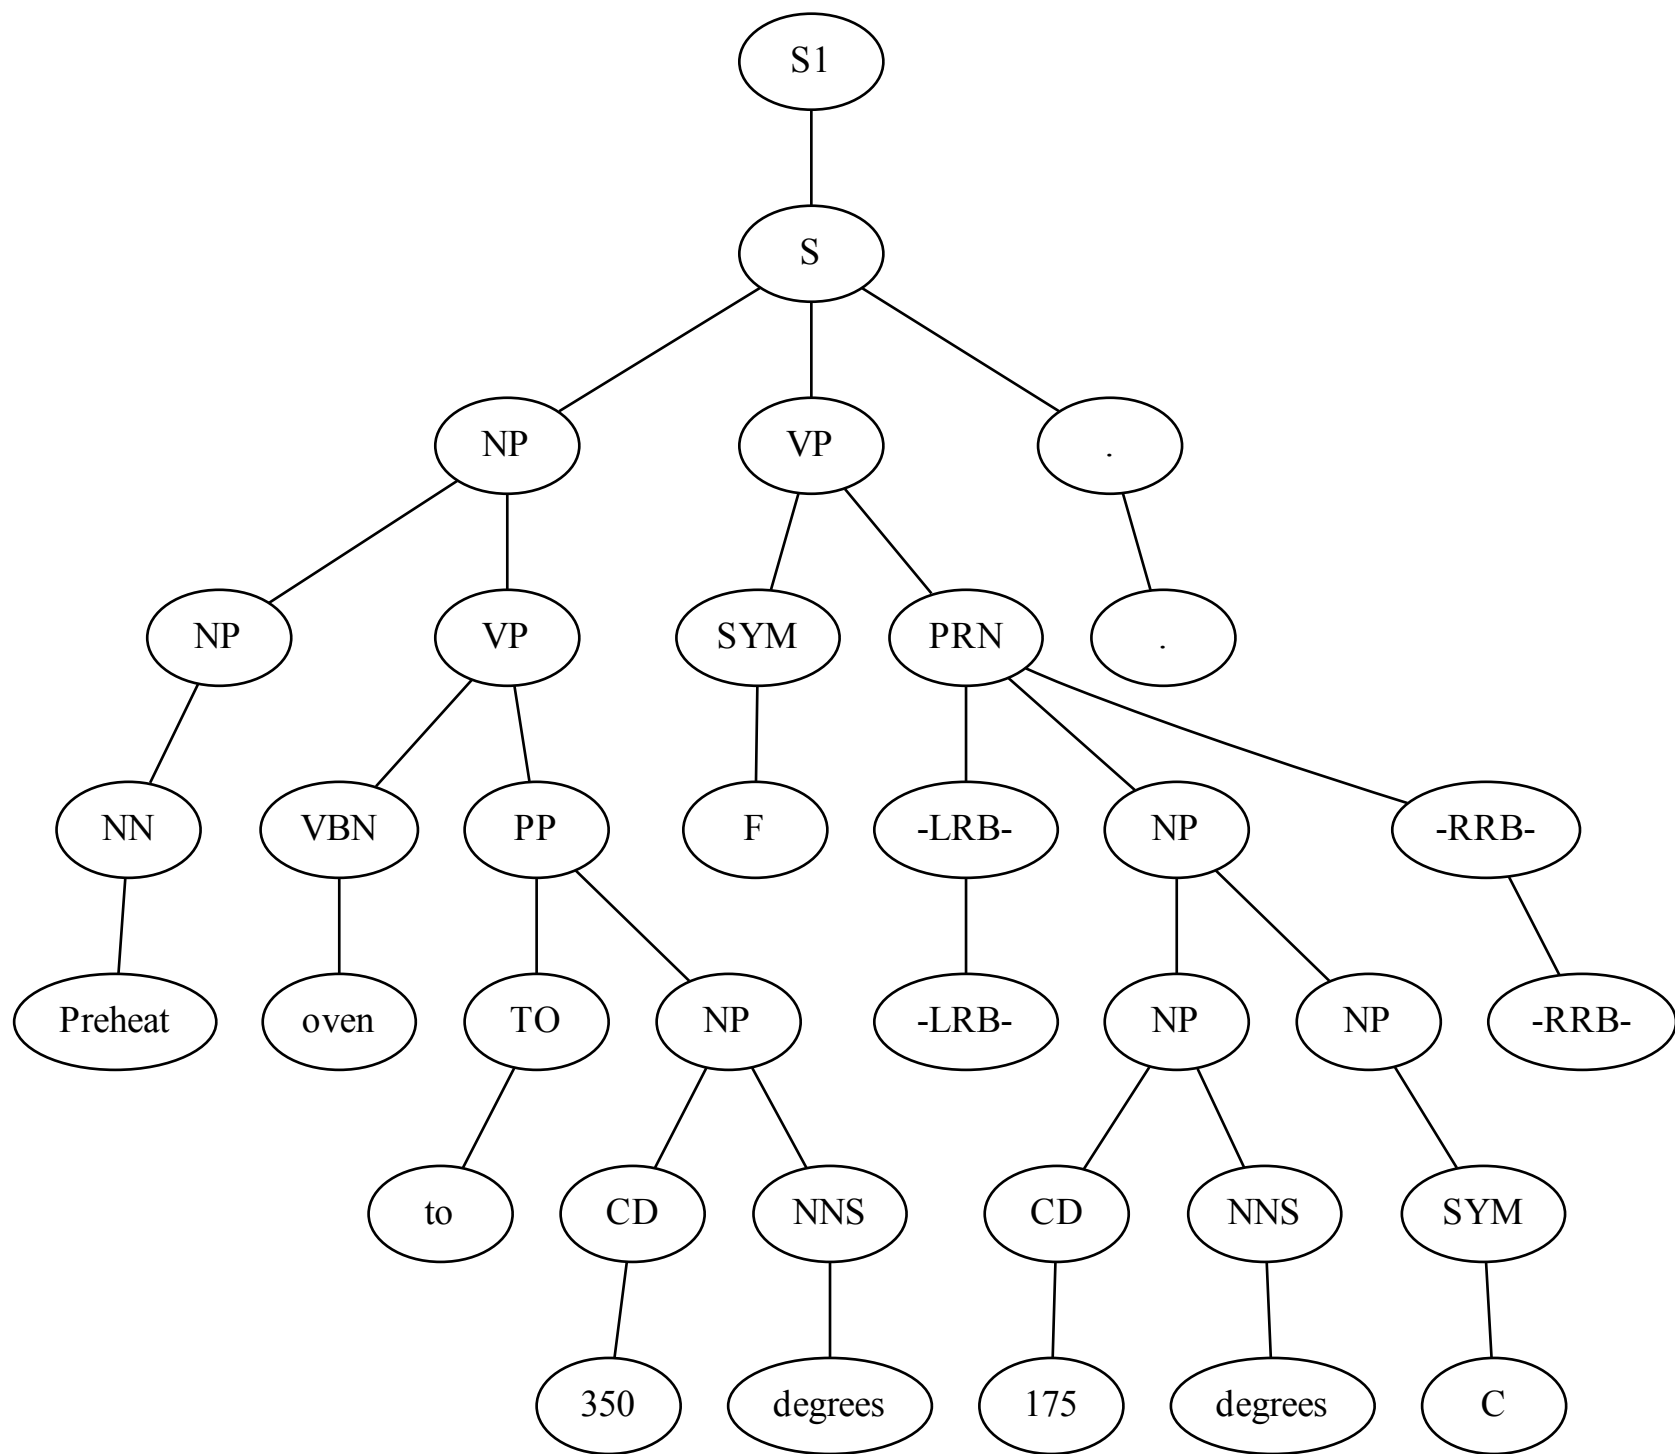 S1
S
NP VP .
NP VP SYM PRN .
NN VBN PP F -LRB- NP -RRB-
Preheat oven TO NP -LRB- NP NP -RRB-
to CD NNS CD NNS SYM
350 degrees 175 degrees C